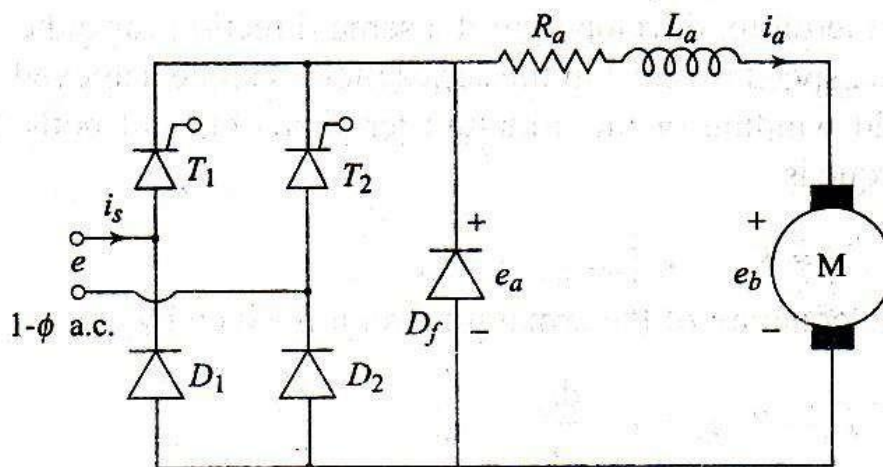 R_a L_a i_a
T_1 T_2
i_s
e
1-ϕ a.c.
+
e_a
D_f −
+
e_b M
−
D_1 D_2